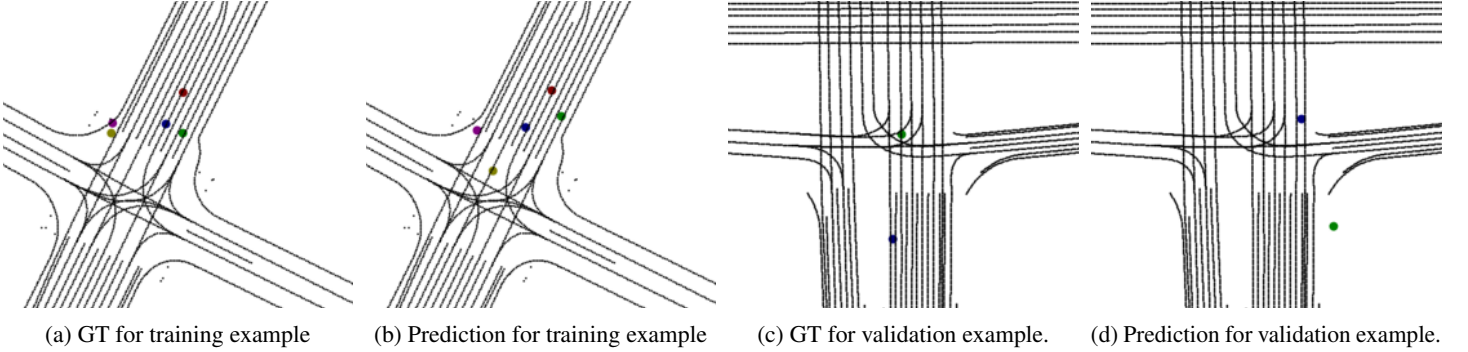 (a) GT for training example
(b) Prediction for training example
(c) GT for validation example.
(d) Prediction for validation example.